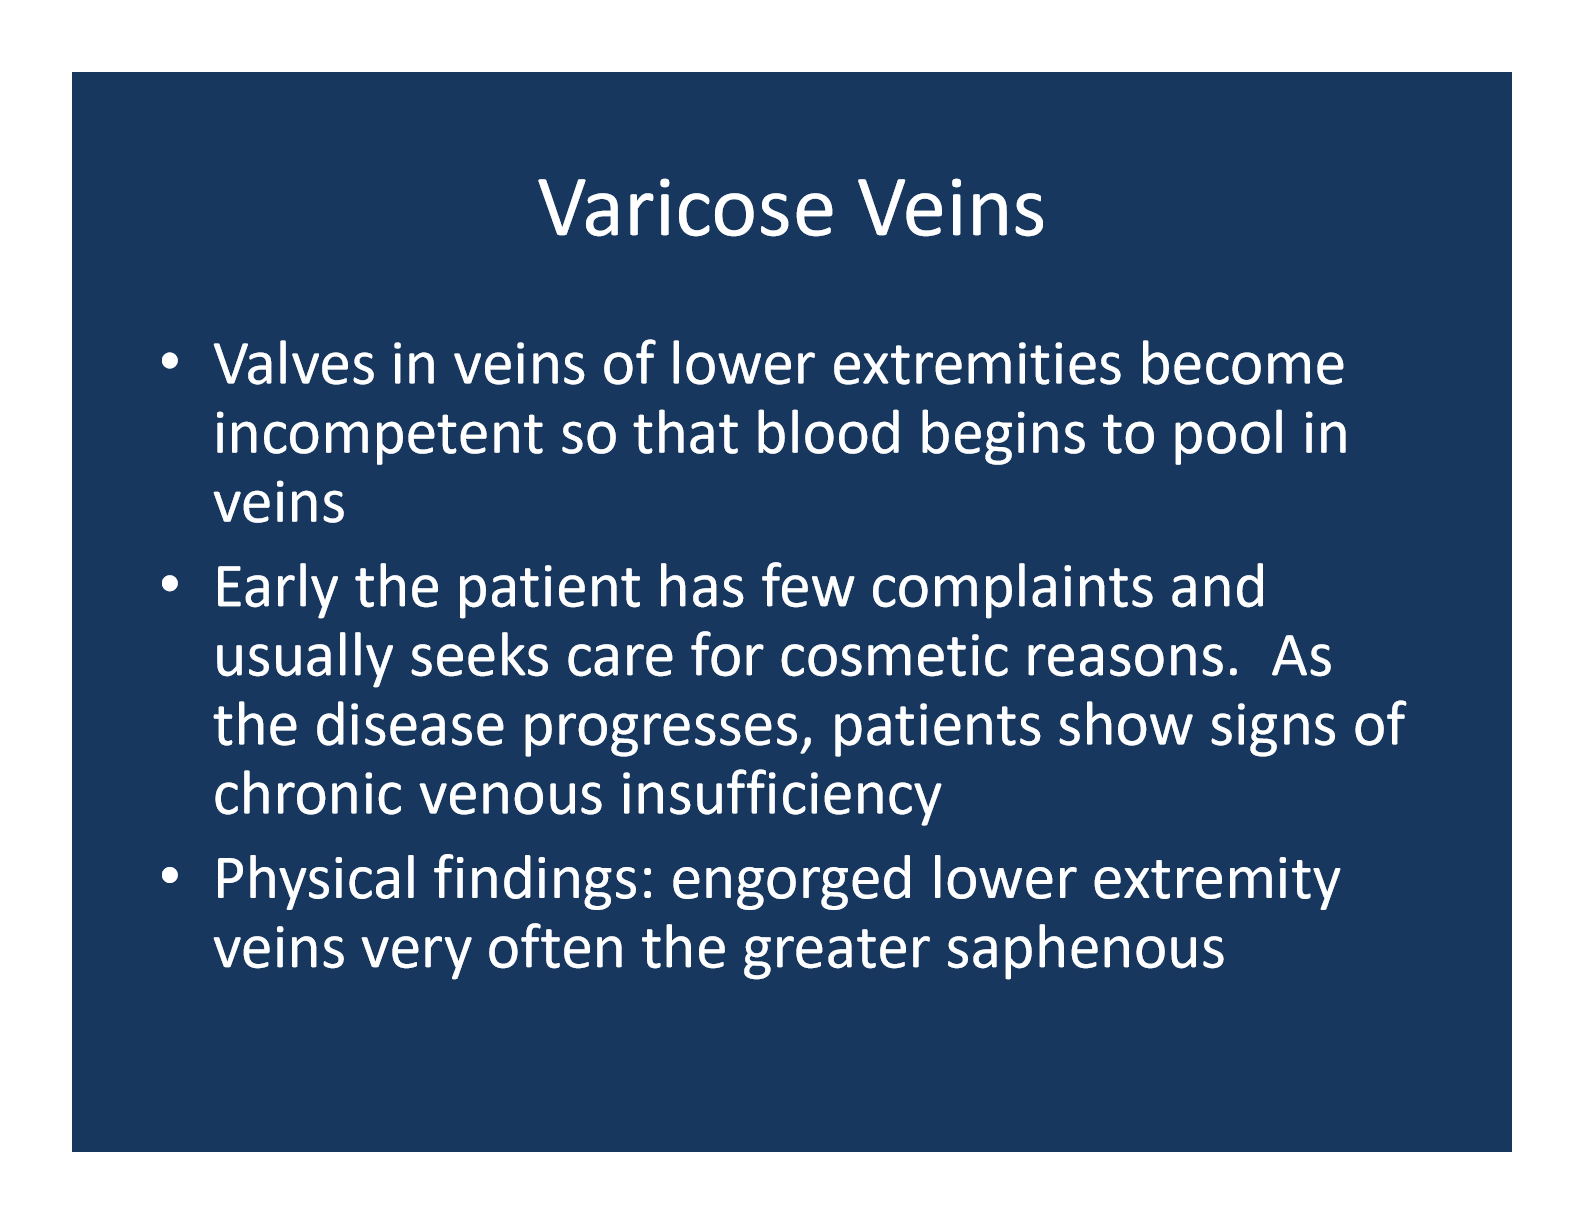 Varicose Veins
• Valves in veins of lower extremities become
incompetent so that blood begins to pool in
veins
• Early the patient has few complaints and
usually seeks care for cosmetic reasons.  As
the disease progresses, patients show signs of
chronic venous insufficiency
• Physical findings: engorged lower extremity
veins very often the greater saphenous